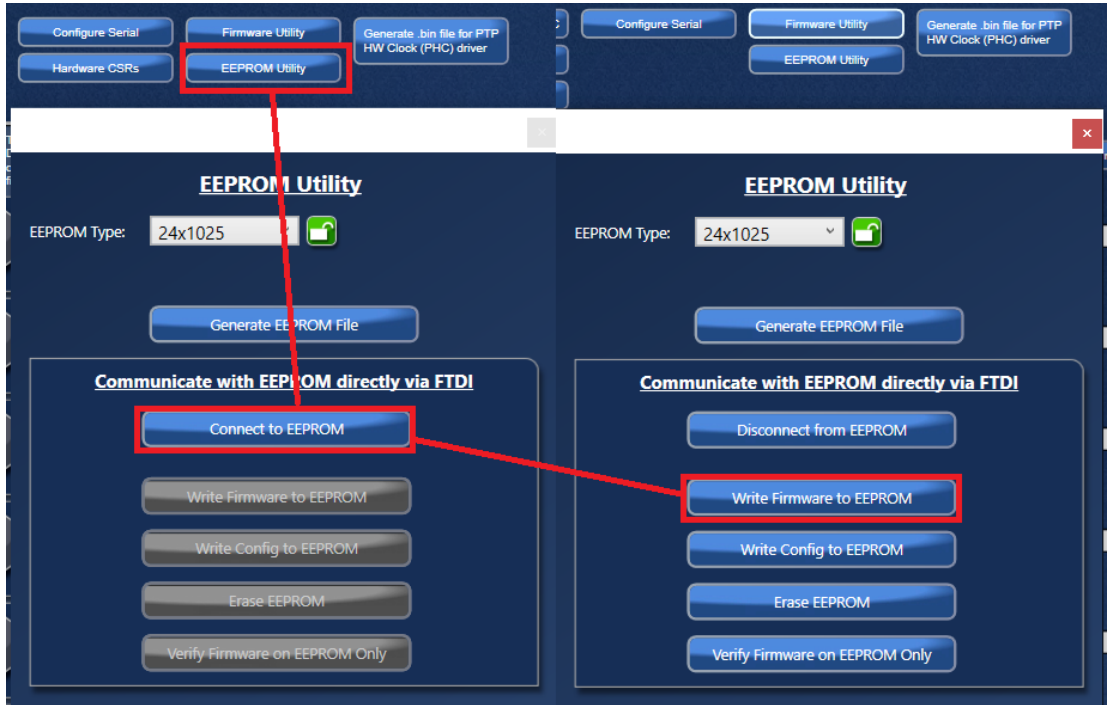 Configure Serial
Firmware Utility
Generate .bin file for PTP
HW Clock (PHC) driver
Hardware CSRs
EEPROM Utility
EEPROM Utility
EEPROM Type:
24x1025
Generate EEPROM File
Communicate with EEPROM directly via FTDI
Connect to EEPROM
Write Firmware to EEPROM
Write Config to EEPROM
Erase EEPROM
Verify Firmware on EEPROM Only
Configure Serial
Firmware Utility
Generate .bin file for PTP
HW Clock (PHC) driver
EEPROM Utility
EEPROM Utility
EEPROM Type:
24x1025
Generate EEPROM File
Communicate with EEPROM directly via FTDI
Disconnect from EEPROM
Write Firmware to EEPROM
Write Config to EEPROM
Erase EEPROM
Verify Firmware on EEPROM Only